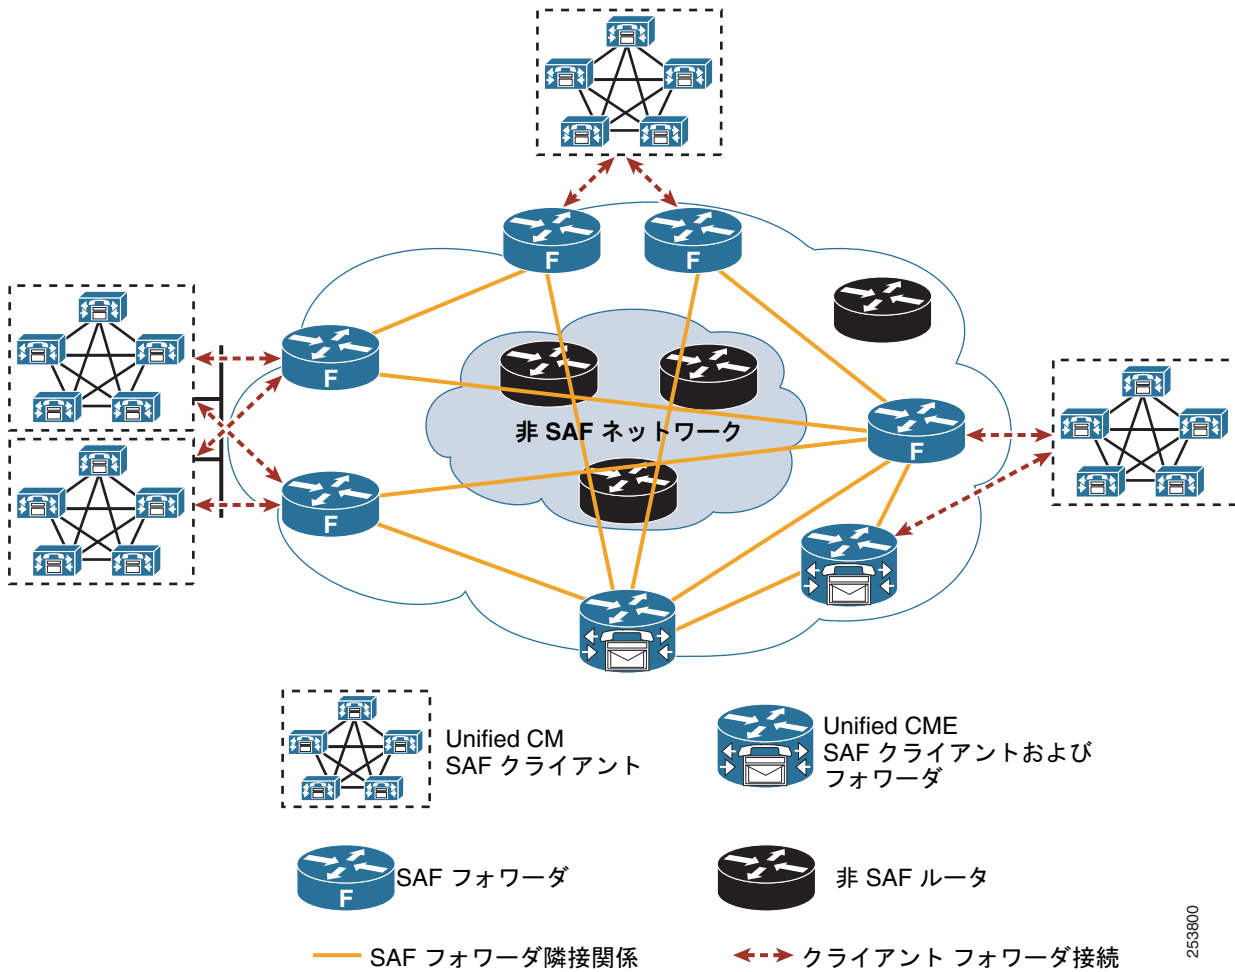 F
F
F
F
F
非 SAF ネットワーク
Unified CM
SAF クライアント
Unified CME
SAF クライアントおよび
フォワーダ
F
SAF フォワーダ
非 SAF ルータ
SAF フォワーダ隣接関係
クライアント フォワーダ接続
253800